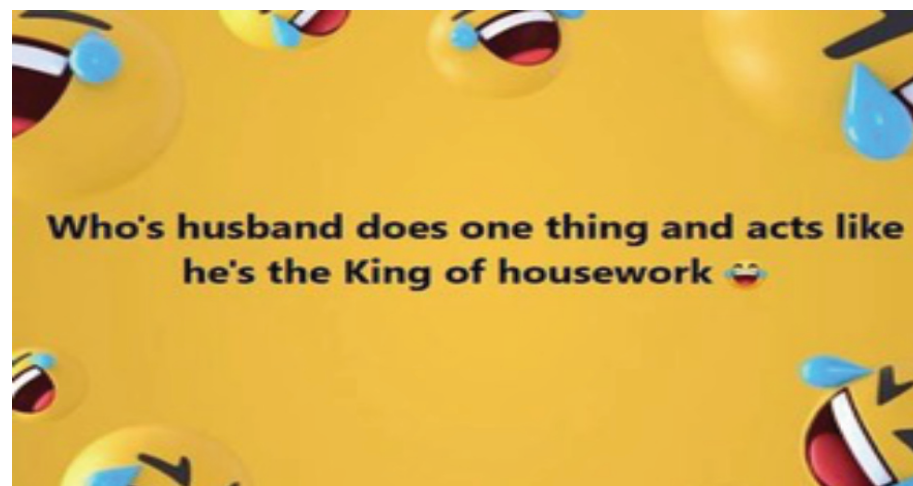 Who's husband does one thing and acts like
he's the King of housework 😂